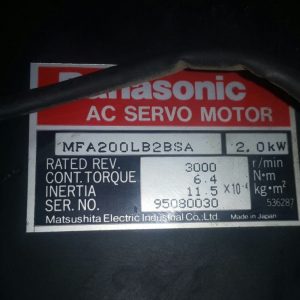 Panasonic
AC SERVO MOTOR
MFA200LB2BSA 2.0kW
RATED REV. 3000 r/min
CONT. TORQUE 6.4 N·m
INERTIA 11.5 ×10⁻⁴ kg·m²
SER. NO. 95080030 536287
Matsushita Electric Industrial Co., Ltd. Made in Japan